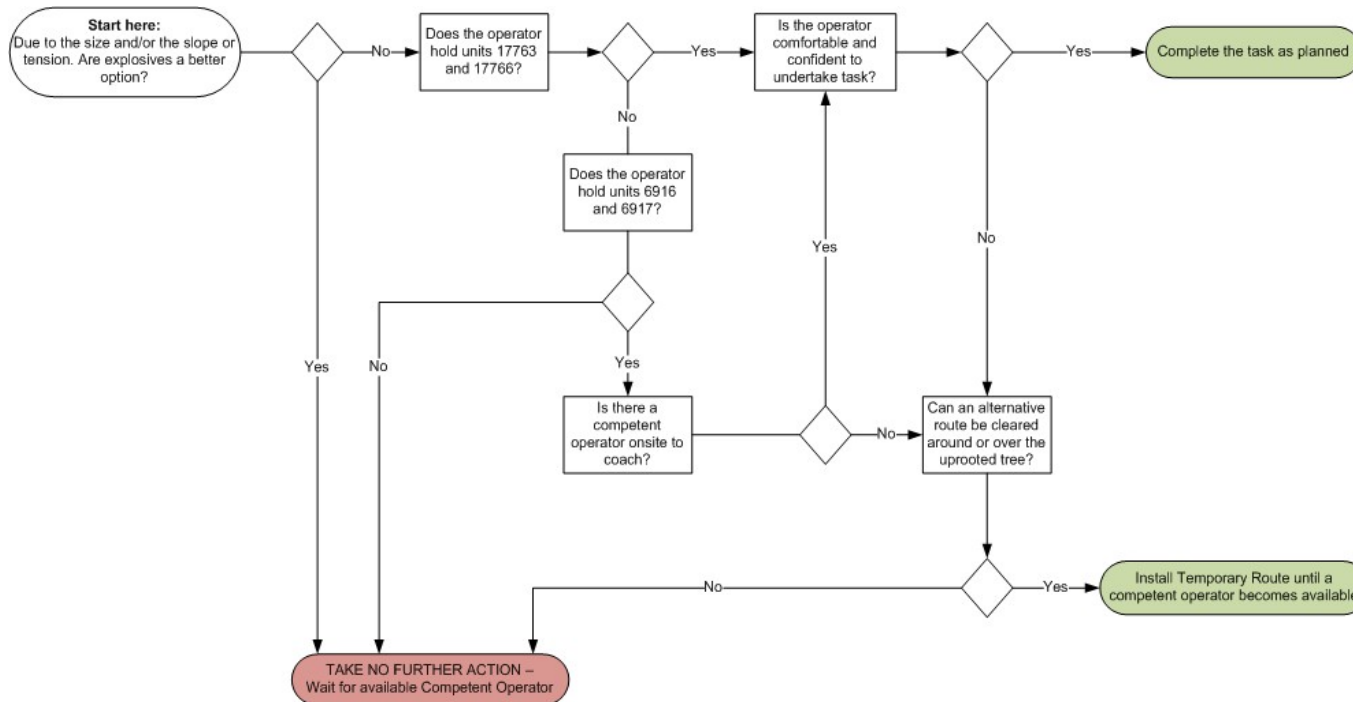 Start here:
Due to the size and/or the slope or
tension. Are explosives a better
option?
No
Does the operator
hold units 17763
and 17766?
Yes
Is the operator
comfortable and
confident to
undertake task?
Yes
Complete the task as planned
No
Does the operator
hold units 6916
and 6917?
Yes
No
Yes
No
Yes
Is there a
competent
operator onsite to
coach?
No
Can an alternative
route be cleared
around or over the
uprooted tree?
No
Yes
Install Temporary Route until a
competent operator becomes available
TAKE NO FURTHER ACTION –
Wait for available Competent Operator